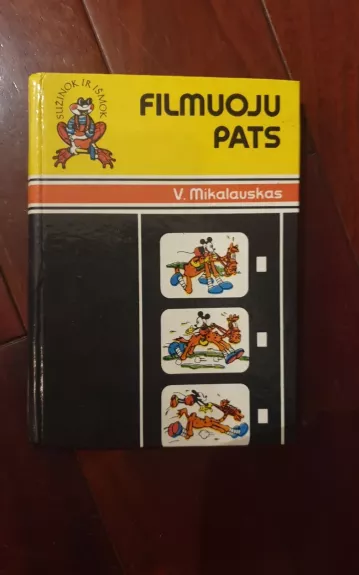 SUŽINOK IR IŠMOK
FILMUOJU
PATS
V. Mikalauskas